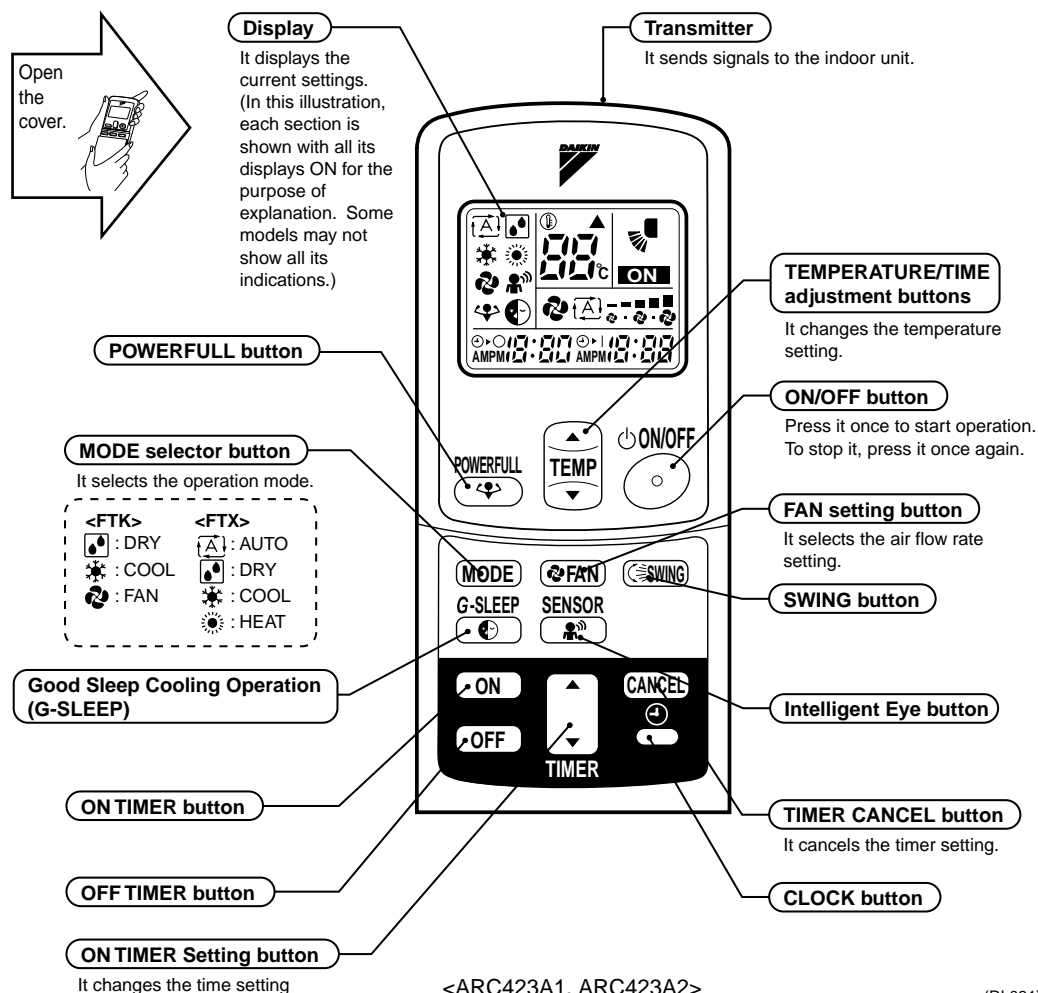 Open
the
cover.
Display
It displays the
current settings.
(In this illustration,
each section is
shown with all its
displays ON for the
purpose of
explanation. Some
models may not
show all its
indications.)
Transmitter
It sends signals to the indoor unit.
DAIKIN
A
88
°C
ON
A
AMPM 18:80 AMPM 18:88
TEMPERATURE/TIME
adjustment buttons
It changes the temperature
setting.
POWERFULL button
ON/OFF button
Press it once to start operation.
To stop it, press it once again.
MODE selector button
It selects the operation mode.
<FTK> <FTX>
: DRY A : AUTO
: COOL : DRY
: FAN : COOL
: HEAT
POWERFULL
TEMP
ON/OFF
FAN setting button
It selects the air flow rate
setting.
MODE FAN SWING
SWING button
G-SLEEP SENSOR
Good Sleep Cooling Operation
(G-SLEEP)
ON
CANCEL
Intelligent Eye button
OFF
TIMER
ON TIMER button
TIMER CANCEL button
It cancels the timer setting.
OFF TIMER button
CLOCK button
ON TIMER Setting button
It changes the time setting
<ARC423A1, ARC423A2>